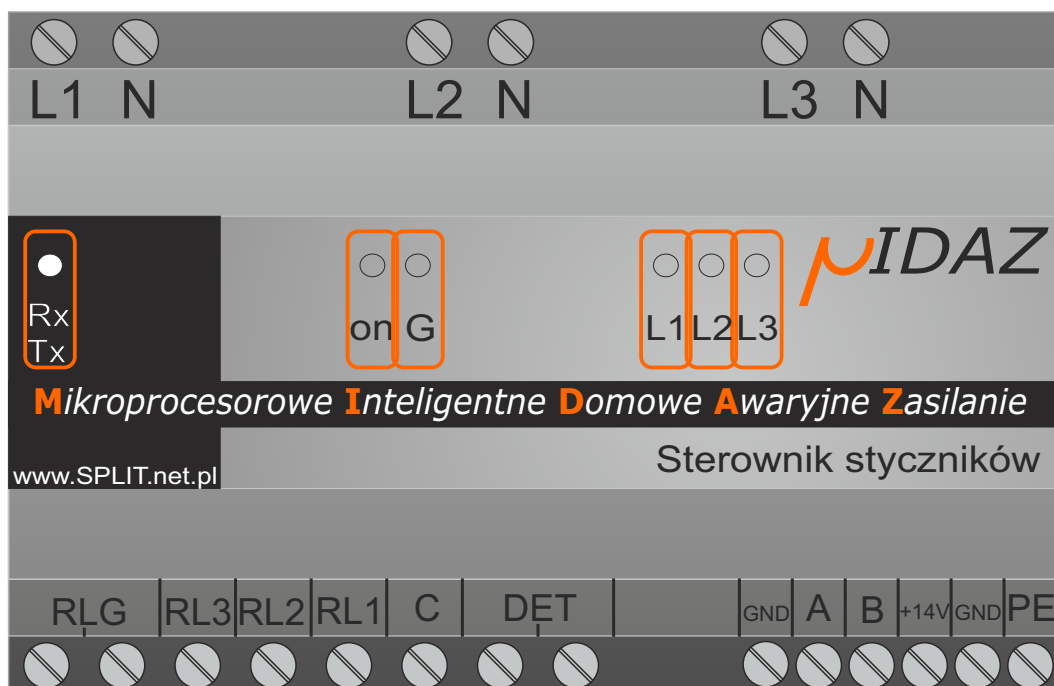 L1 N L2 N L3 N
µIDAZ
Rx
Tx
on G L1 L2 L3
Mikroprocesorowe Inteligentne Domowe Awaryjne Zasilanie
Sterownik styczników
www.SPLIT.net.pl
RLG RL3 RL2 RL1 C DET GND A B +14V GND PE